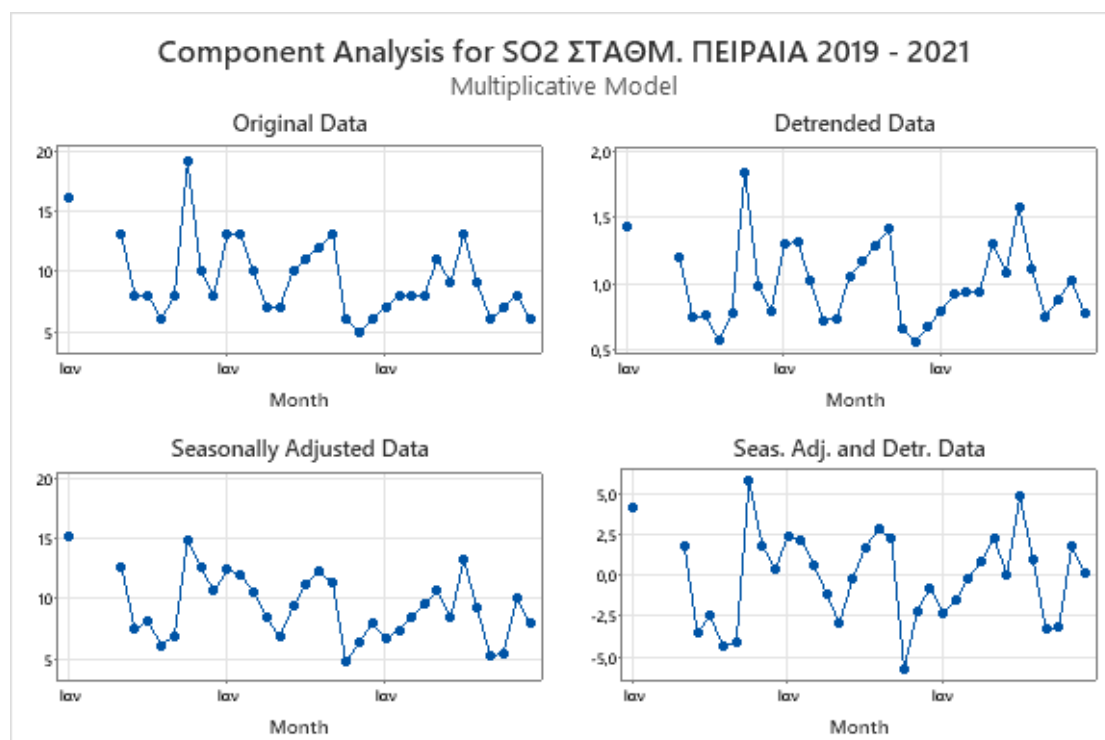 Component Analysis for SO2 ΣΤΑΘΜ. ΠΕΙΡΑΙΑ 2019 - 2021
Multiplicative Model
Original Data
20
15
10
5
Ιαν Ιαν Ιαν
Month
Detrended Data
2,0
1,5
1,0
0,5
Ιαν Ιαν Ιαν
Month
Seasonally Adjusted Data
20
15
10
5
Ιαν Ιαν Ιαν
Month
Seas. Adj. and Detr. Data
5,0
2,5
0,0
-2,5
-5,0
Ιαν Ιαν Ιαν
Month